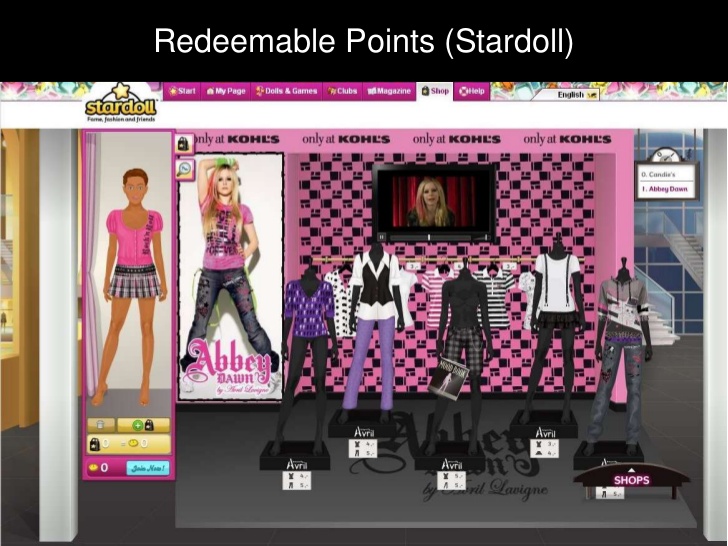 Redeemable Points (Stardoll)
stardoll
Fame, fashion and friends
Start My Page Dolls & Games Clubs Magazine Shop Help
English
only at KOHL'S only at KOHL'S only at KOHL'S only at KOHL'S
0. Candie's
1. Abbey Dawn
Abbey
DAWN
by Avril Lavigne
Avril
Avril
Avril
Avril
Abbey
Dawn
by Avril Lavigne
0 = 0
0 Join Now!
SHOPS